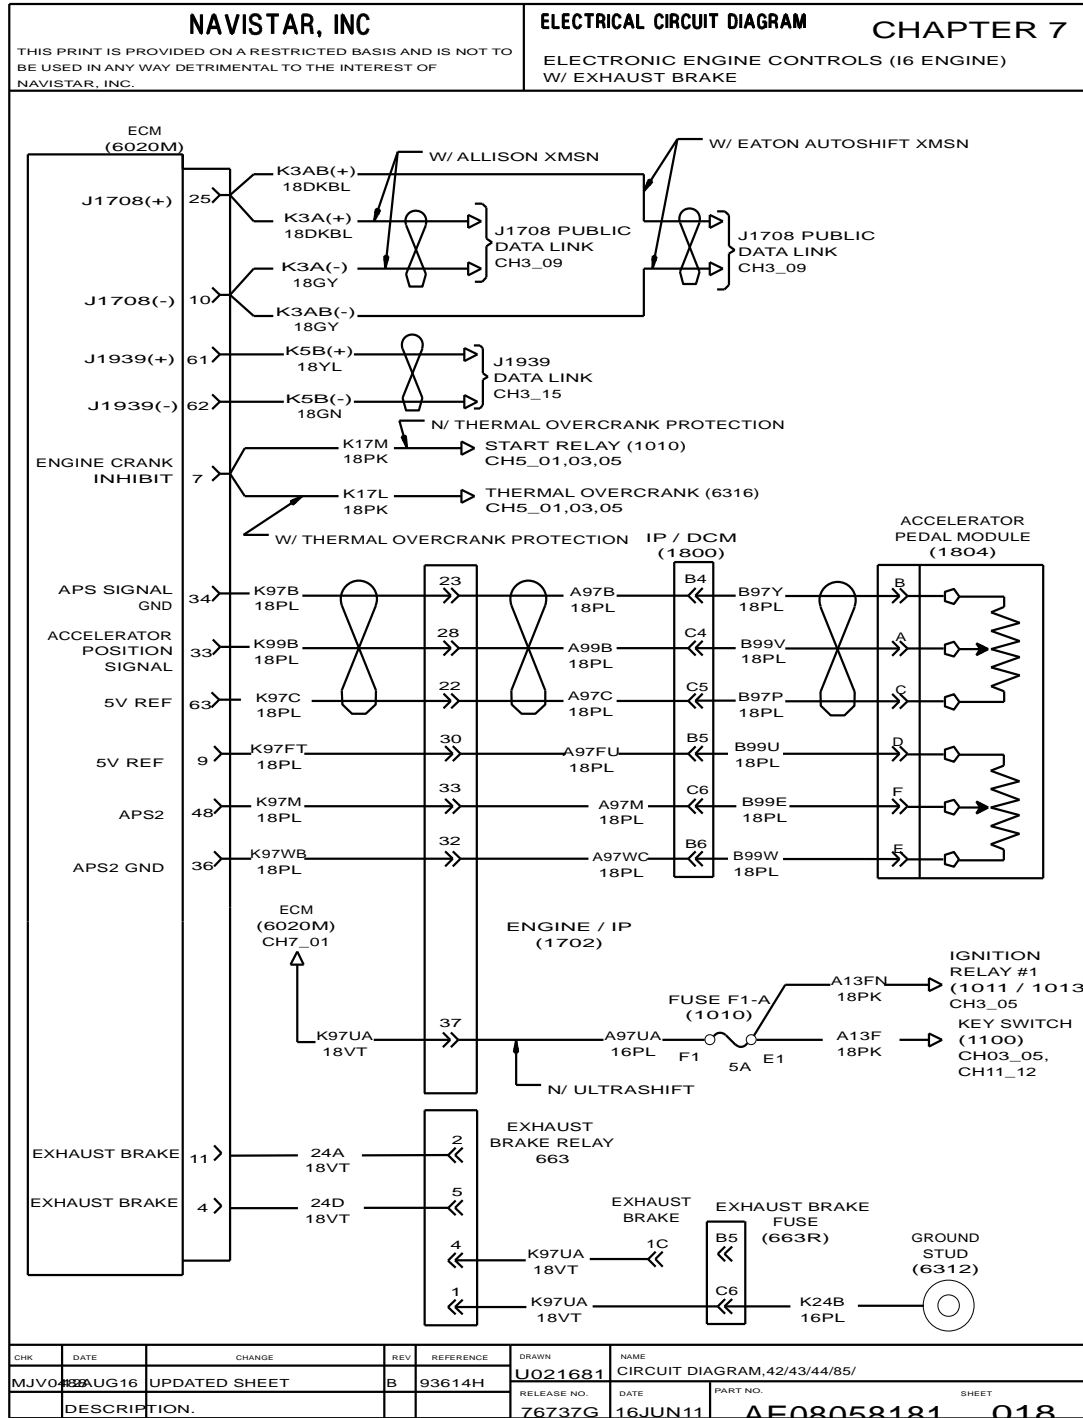 NAVISTAR, INC
THIS PRINT IS PROVIDED ON A RESTRICTED BASIS AND IS NOT TO
BE USED IN ANY WAY DETRIMENTAL TO THE INTEREST OF
NAVISTAR, INC.
ELECTRICAL CIRCUIT DIAGRAM
CHAPTER 7
ELECTRONIC ENGINE CONTROLS (I6 ENGINE)
W/ EXHAUST BRAKE
ECM
(6020M)
W/ ALLISON XMSN
W/ EATON AUTOSHIFT XMSN
J1708(+)
25
K3AB(+)
18DKBL
K3A(+)
18DKBL
J1708 PUBLIC
DATA LINK
CH3_09
J1708 PUBLIC
DATA LINK
CH3_09
K3A(-)
18GY
J1708(-)
10
K3AB(-)
18GY
J1939(+)
61
K5B(+)
18YL
J1939
DATA LINK
CH3_15
J1939(-)
62
K5B(-)
18GN
N/ THERMAL OVERCRANK PROTECTION
ENGINE CRANK
INHIBIT
7
K17M
18PK
START RELAY (1010)
CH5_01,03,05
K17L
18PK
THERMAL OVERCRANK (6316)
CH5_01,03,05
W/ THERMAL OVERCRANK PROTECTION
IP / DCM
(1800)
ACCELERATOR
PEDAL MODULE
(1804)
APS SIGNAL
GND
34
K97B
18PL
23
A97B
18PL
B4
B97Y
18PL
B
ACCELERATOR
POSITION
SIGNAL
33
K99B
18PL
28
A99B
18PL
C4
B99V
18PL
A
5V REF
63
K97C
18PL
22
A97C
18PL
C5
B97P
18PL
C
5V REF
9
K97FT
18PL
30
A97FU
18PL
B5
B99U
18PL
D
APS2
48
K97M
18PL
33
A97M
18PL
C6
B99E
18PL
F
APS2 GND
36
K97WB
18PL
32
A97WC
18PL
B6
B99W
18PL
E
ECM
(6020M)
CH7_01
ENGINE / IP
(1702)
K97UA
18VT
37
A97UA
16PL
N/ ULTRASHIFT
FUSE F1-A
(1010)
F1
5A
E1
A13FN
18PK
IGNITION
RELAY #1
(1011 / 1013
CH3_05
A13F
18PK
KEY SWITCH
(1100)
CH03_05,
CH11_12
EXHAUST
BRAKE RELAY
663
EXHAUST BRAKE
11
24A
18VT
2
EXHAUST BRAKE
4
24D
18VT
5
4
K97UA
18VT
1C
EXHAUST
BRAKE
EXHAUST BRAKE
FUSE
(663R)
B5
1
K97UA
18VT
C6
K24B
16PL
GROUND
STUD
(6312)
CHK
DATE
CHANGE
REV
REFERENCE
DRAWN
NAME
AUG16
UPDATED SHEET
B
93614H
U021681
CIRCUIT DIAGRAM,42/43/44/85/
DESCRIPTION.
RELEASE NO.
DATE
PART NO.
SHEET
76737G
16JUN11
AE08058181
018